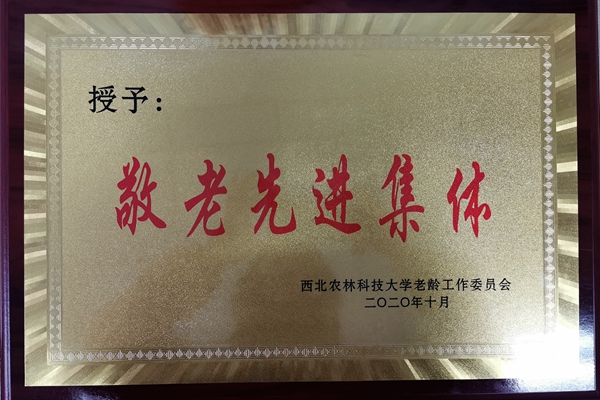 授予：
敬老先进集体
西北农林科技大学老龄工作委员会
二〇二〇年十月